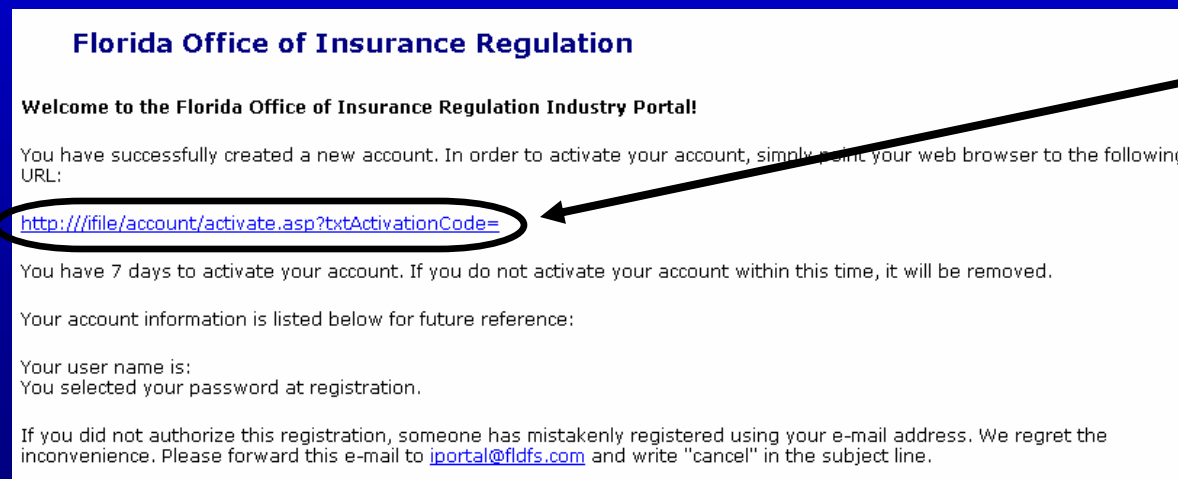 Florida Office of Insurance Regulation
Welcome to the Florida Office of Insurance Regulation Industry Portal!
You have successfully created a new account. In order to activate your account, simply point your web browser to the following
URL:
http:///ifile/account/activate.asp?txtActivationCode=
You have 7 days to activate your account. If you do not activate your account within this time, it will be removed.
Your account information is listed below for future reference:
Your user name is:
You selected your password at registration.
If you did not authorize this registration, someone has mistakenly registered using your e-mail address. We regret the
inconvenience. Please forward this e-mail to iportal@fldfs.com and write "cancel" in the subject line.